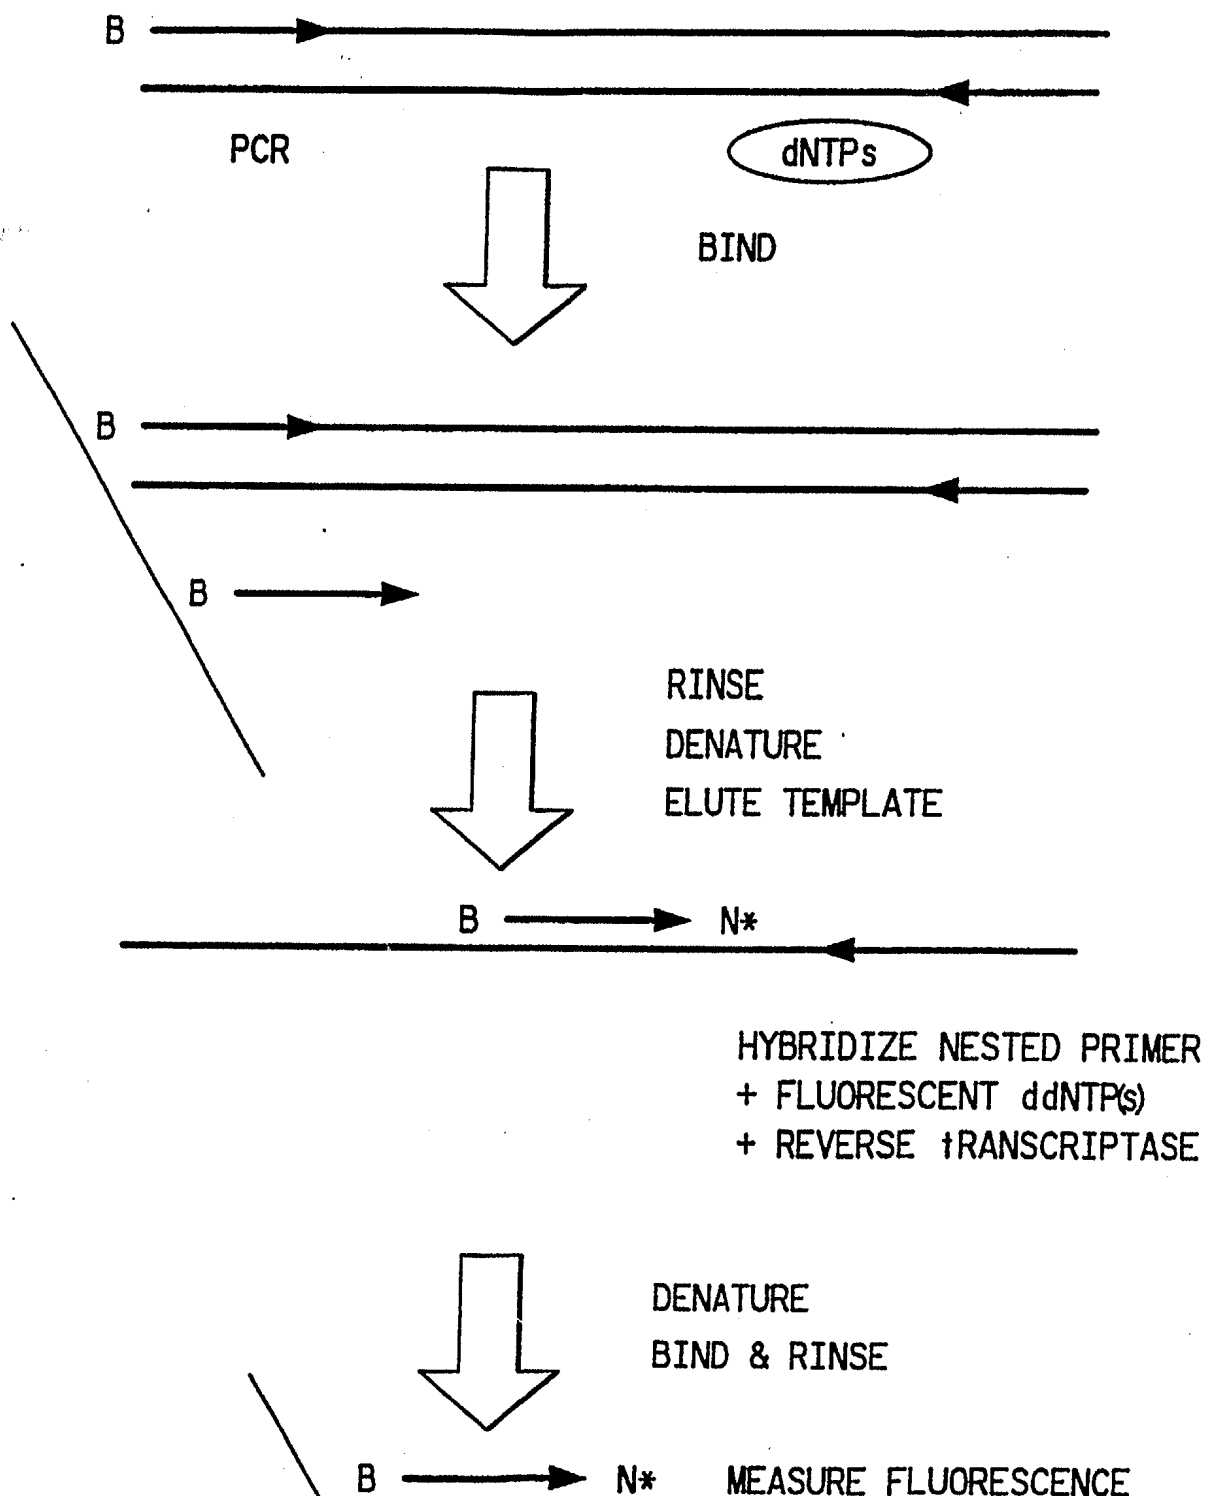 B
PCR
dNTPs
BIND
B
B
RINSE
DENATURE
ELUTE TEMPLATE
B N*
HYBRIDIZE NESTED PRIMER
+ FLUORESCENT ddNTP(s)
+ REVERSE tRANSCRIPTASE
DENATURE
BIND & RINSE
B N* MEASURE FLUORESCENCE